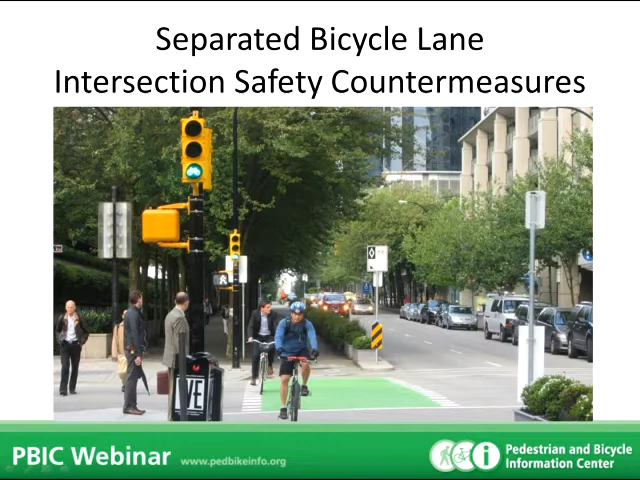 Separated Bicycle Lane
Intersection Safety Countermeasures
PBIC Webinar
www.pedbikeinfo.org
Pedestrian and Bicycle
Information Center